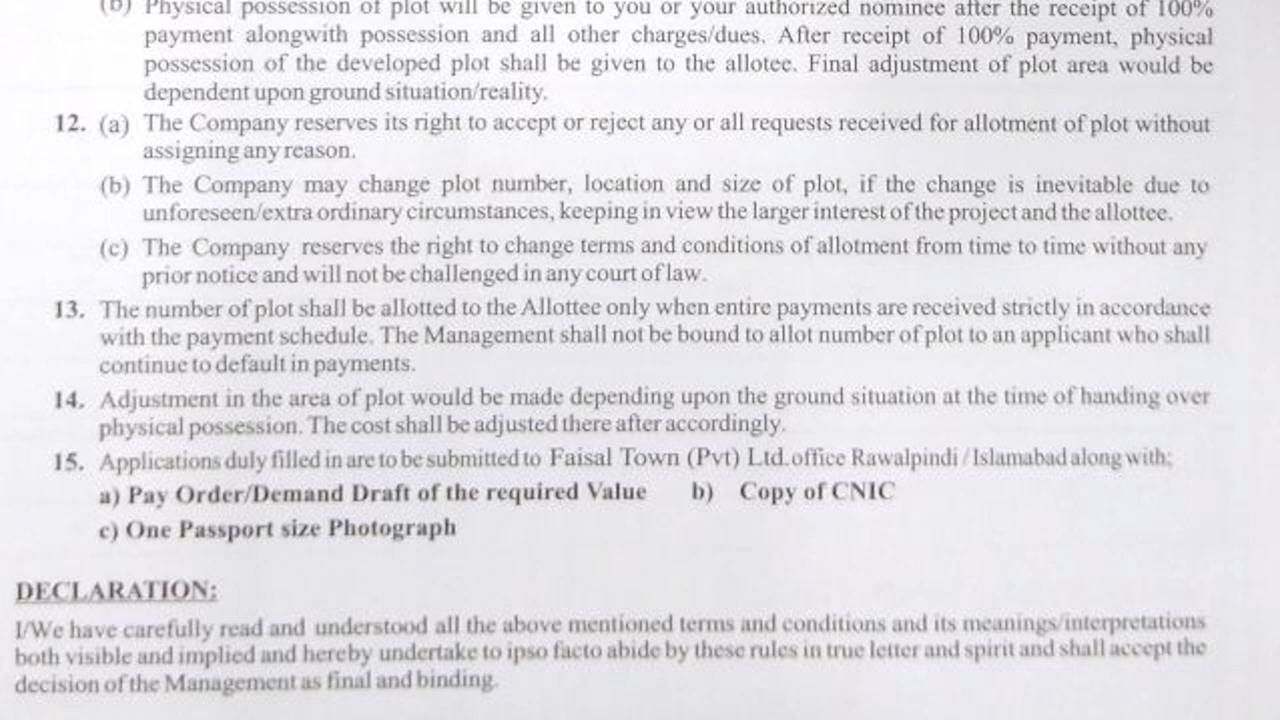 (b) Physical possession of plot will be given to you or your authorized nominee after the receipt of 100%
payment alongwith possession and all other charges/dues. After receipt of 100% payment, physical
possession of the developed plot shall be given to the allotee. Final adjustment of plot area would be
dependent upon ground situation/reality.
12. (a) The Company reserves its right to accept or reject any or all requests received for allotment of plot without
assigning any reason.
(b) The Company may change plot number, location and size of plot, if the change is inevitable due to
unforeseen/extra ordinary circumstances, keeping in view the larger interest of the project and the allottee.
(c) The Company reserves the right to change terms and conditions of allotment from time to time without any
prior notice and will not be challenged in any court of law.
13. The number of plot shall be allotted to the Allottee only when entire payments are received strictly in accordance
with the payment schedule. The Management shall not be bound to allot number of plot to an applicant who shall
continue to default in payments.
14. Adjustment in the area of plot would be made depending upon the ground situation at the time of handing over
physical possession. The cost shall be adjusted there after accordingly.
15. Applications duly filled in are to be submitted to Faisal Town (Pvt) Ltd. office Rawalpindi / Islamabad along with;
a) Pay Order/Demand Draft of the required Value b) Copy of CNIC
c) One Passport size Photograph
DECLARATION:
I/We have carefully read and understood all the above mentioned terms and conditions and its meanings/interpretations
both visible and implied and hereby undertake to ipso facto abide by these rules in true letter and spirit and shall accept the
decision of the Management as final and binding.